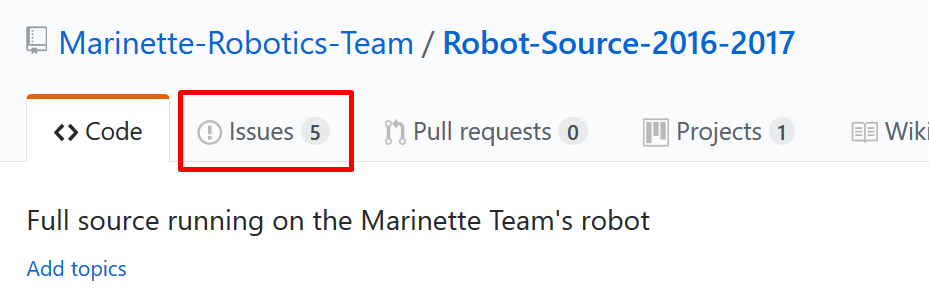 Marinette-Robotics-Team / Robot-Source-2016-2017
Code Issues 5 Pull requests 0 Projects 1 Wiki
Full source running on the Marinette Team's robot
Add topics